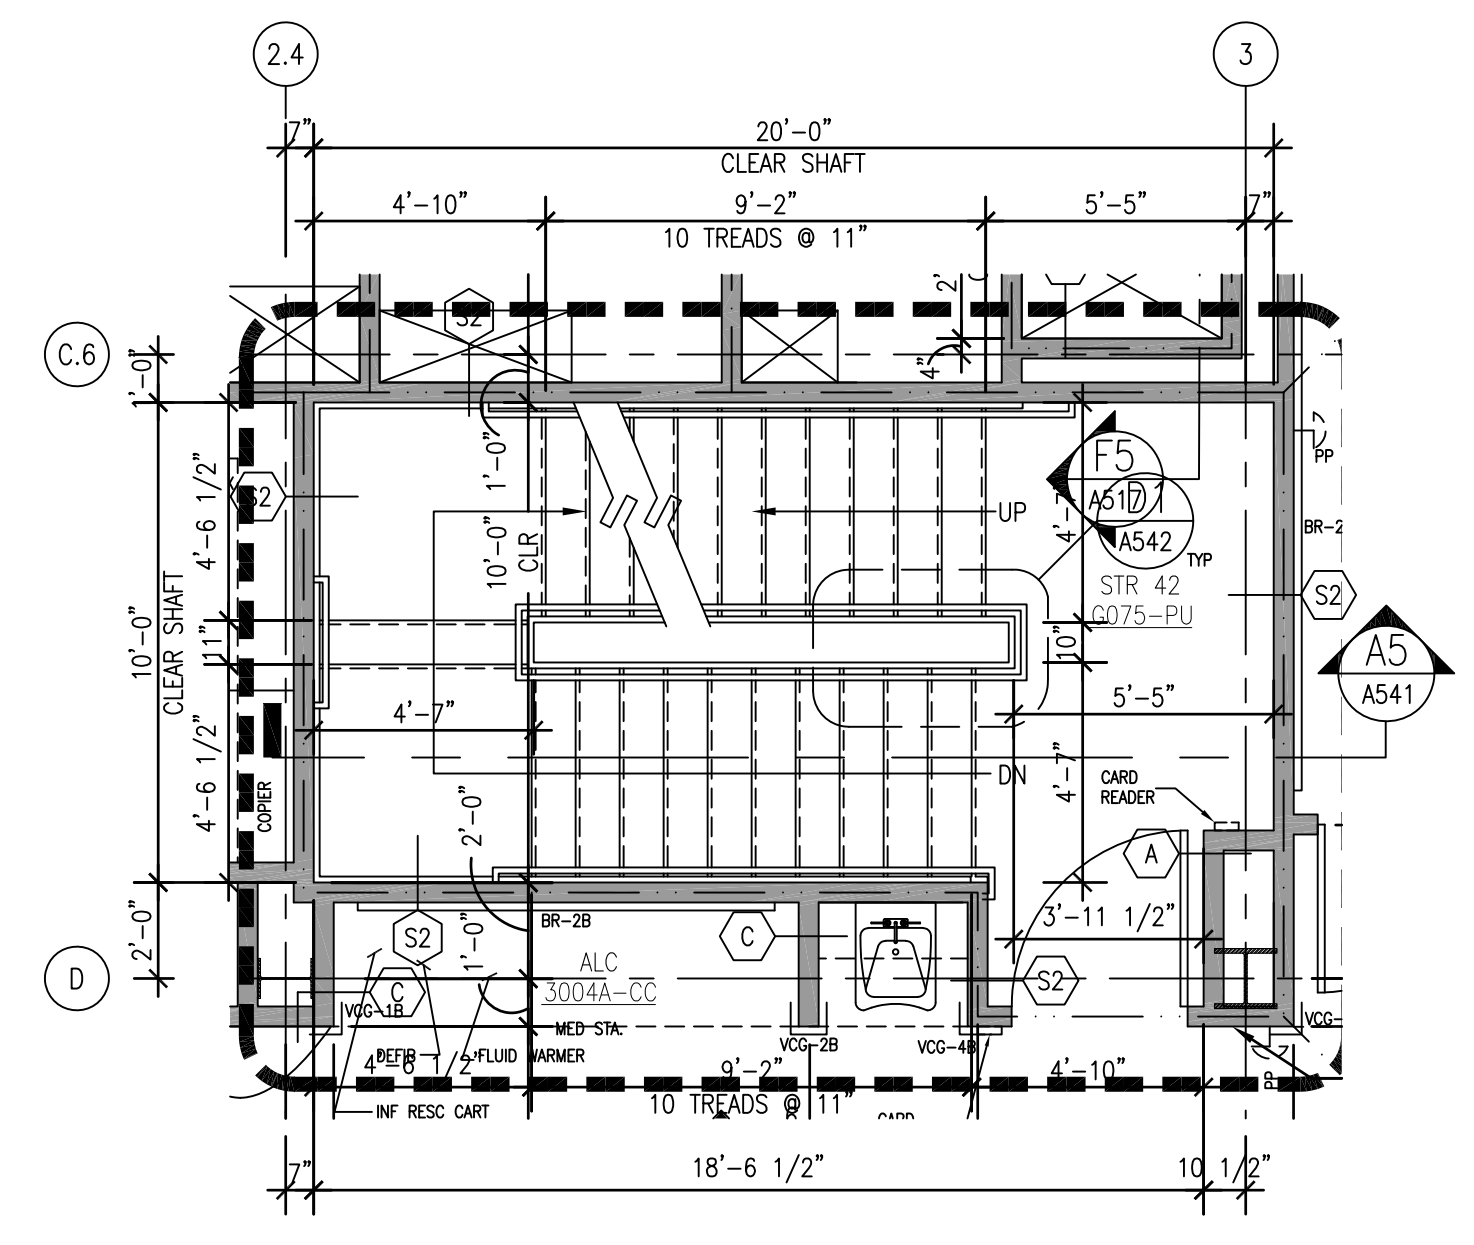 2.4
3
7”
20’-0”
CLEAR SHAFT
4’-10”
9’-2”
5’-5”
7”
10 TREADS @ 11”
2’
S2
C.6
1’-0”
4”
F5
A517
PP
1’-0”
4’-6 1/2”
S2
D1
A542
TYP
UP
4’-7
BR-2
10’-0”
CLR
STR 42
G075-PU
S2
10’-0”
CLEAR SHAFT
11”
10”
A5
A541
4’-7”
5’-5”
4’-6 1/2”
COPIER
DN
4’-7”
CARD
READER
2’-0”
A
3’-11 1/2”
BR-2B
S2
C
2’-0”
1’-0”
ALC
3004A-CC
S2
D
C
VCG-1B
MED STA.
VCG-2B
VCG-4B
VCG-
DEFIB
FLUID WARMER
4’-6 1/2”
9’-2”
4’-10”
PP
INF RESC CART
10 TREADS @ 11”
CARD
7”
18’-6 1/2”
10 1/2”